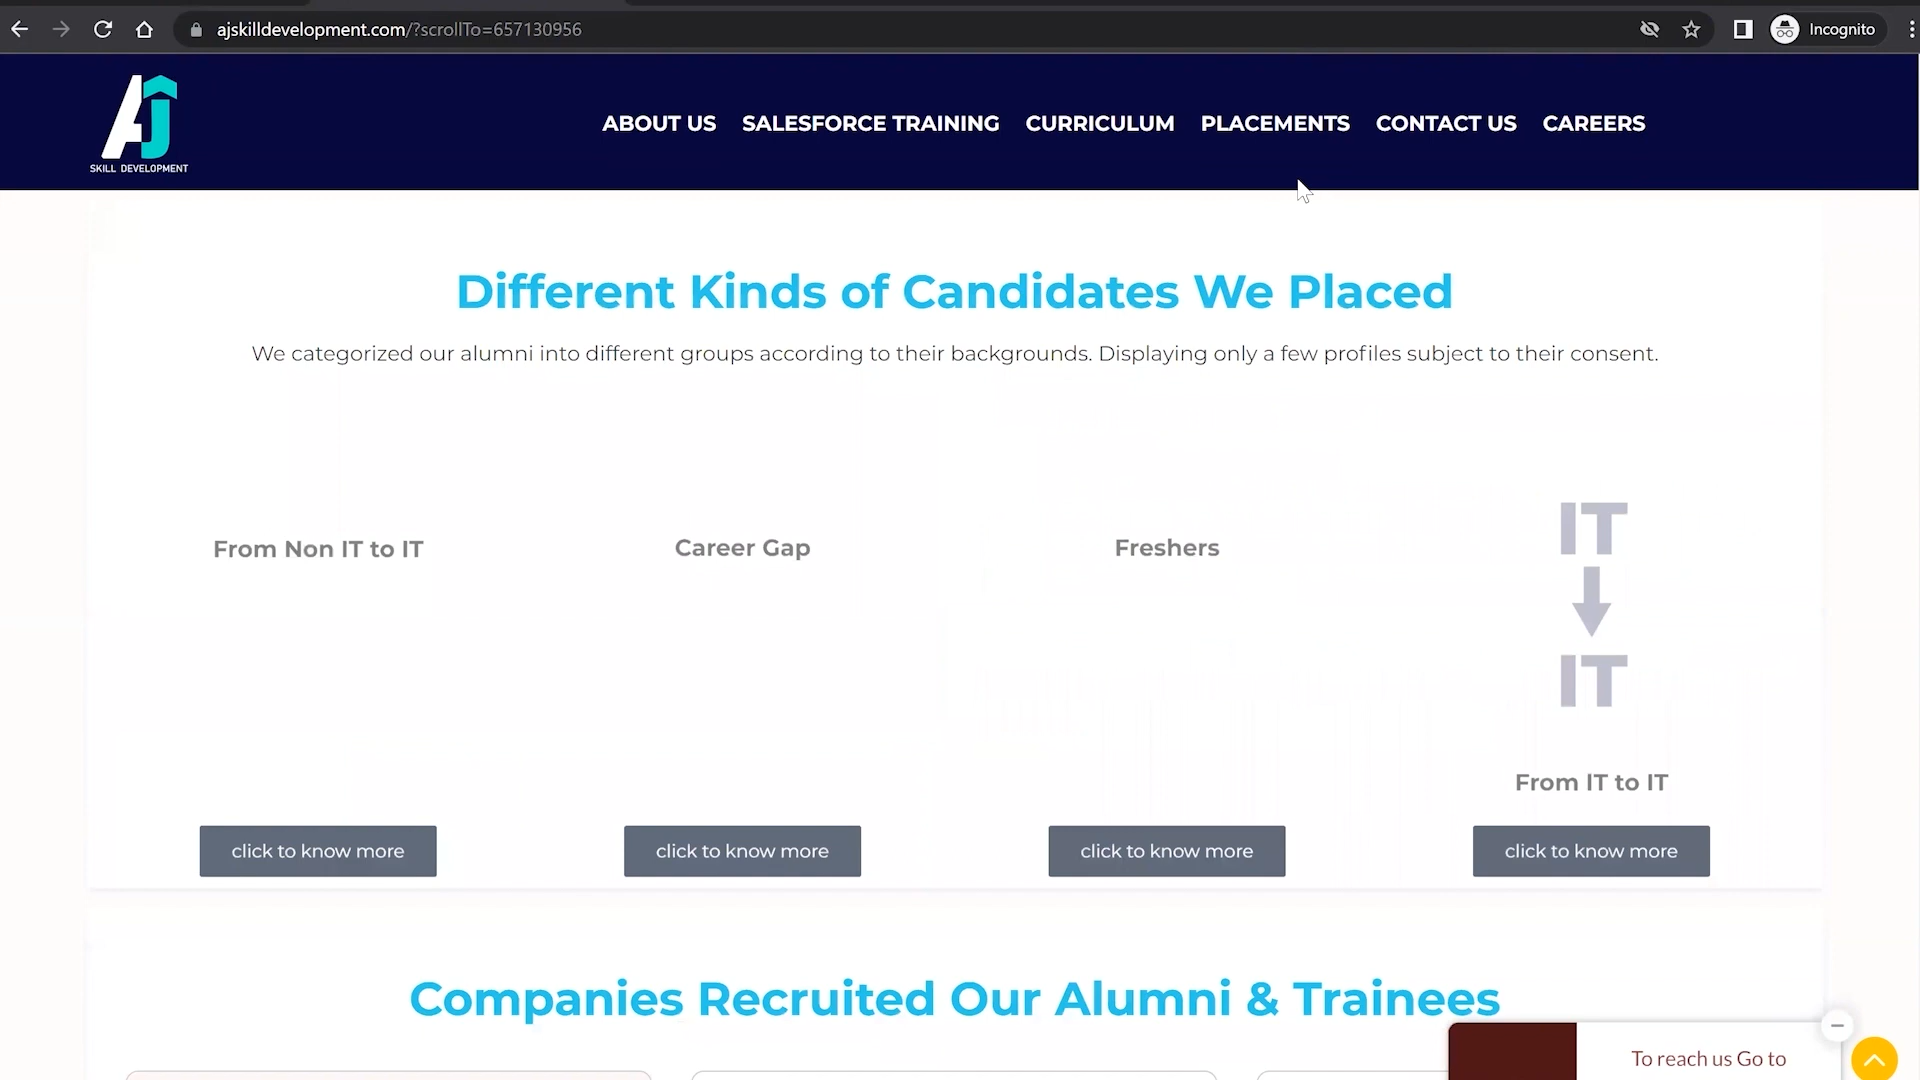 ajskilldevelopment.com/?scrollTo=657130956
Incognito
AJ
SKILL DEVELOPMENT
ABOUT US SALESFORCE TRAINING CURRICULUM PLACEMENTS CONTACT US CAREERS
Different Kinds of Candidates We Placed
We categorized our alumni into different groups according to their backgrounds. Displaying only a few profiles subject to their consent.
From Non IT to IT
click to know more
Career Gap
click to know more
Freshers
click to know more
IT
IT
From IT to IT
click to know more
Companies Recruited Our Alumni & Trainees
To reach us Go to